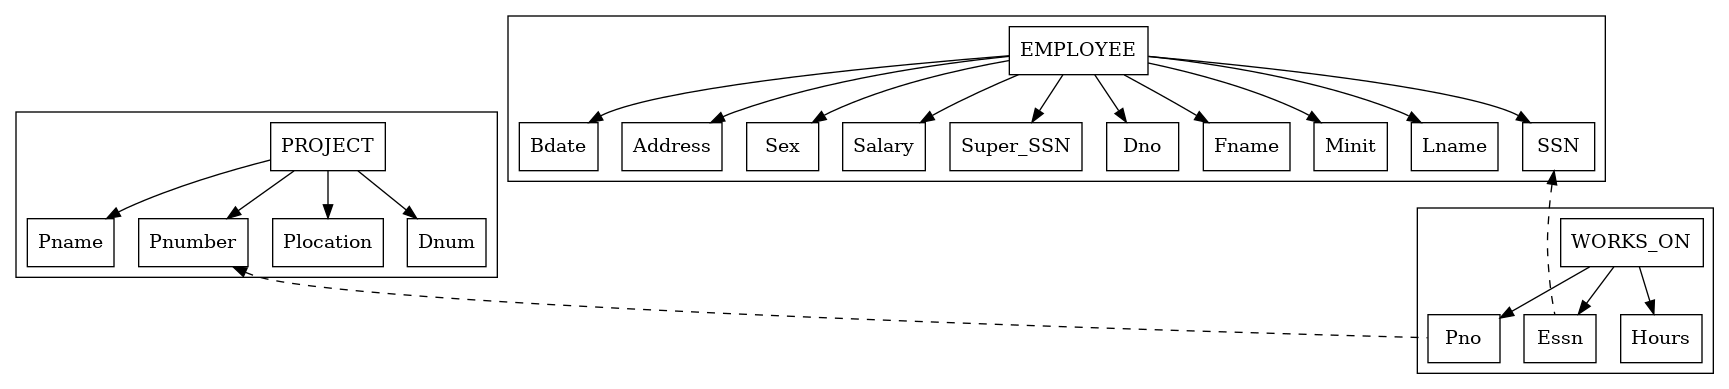 EMPLOYEE
Bdate Address Sex Salary Super_SSN Dno Fname Minit Lname SSN
PROJECT
Pname Pnumber Plocation Dnum
WORKS_ON
Pno Essn Hours